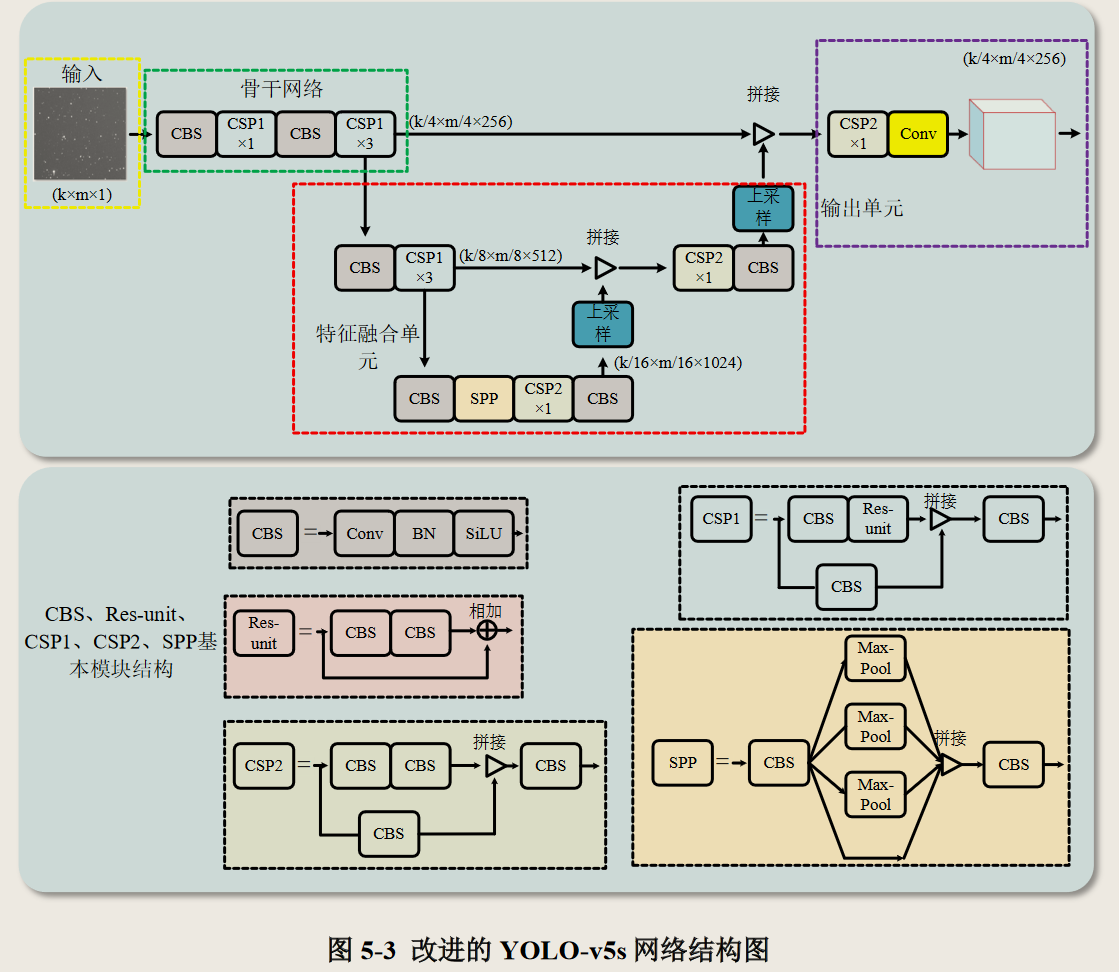 输入
(k×m×1)
骨干网络
CBS
CSP1
×1
CBS
CSP1
×3
(k/4×m/4×256)
拼接
(k/4×m/4×256)
CSP2
×1
Conv
输出单元
上采
样
CBS
CSP1
×3
(k/8×m/8×512)
拼接
CSP2
×1
CBS
上采
样
特征融合单
元
(k/16×m/16×1024)
CBS
SPP
CSP2
×1
CBS
CBS、Res-unit、
CSP1、CSP2、SPP基
本模块结构
CBS
=
Conv
BN
SiLU
Res-
unit
=
CBS
CBS
相加
CSP2
=
CBS
CBS
拼接
CBS
CBS
CSP1
=
CBS
Res-
unit
拼接
CBS
CBS
SPP
=
CBS
Max-
Pool
Max-
Pool
Max-
Pool
拼接
CBS
图 5-3 改进的 YOLO-v5s 网络结构图